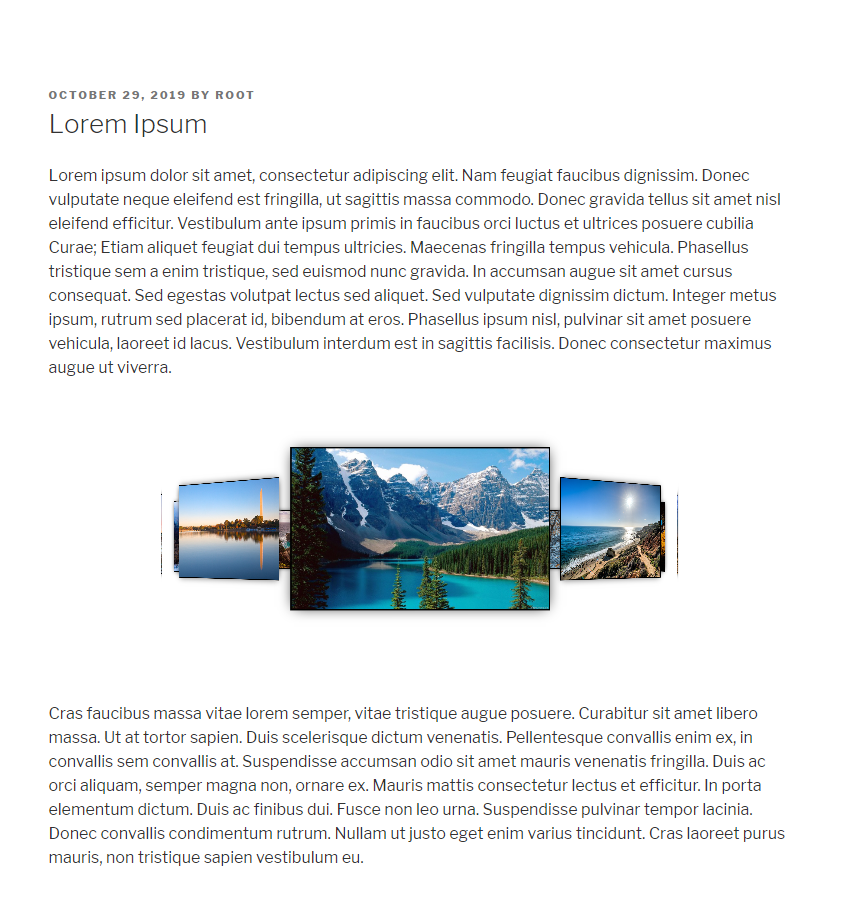 OCTOBER 29, 2019 BY ROOT
Lorem Ipsum
Lorem ipsum dolor sit amet, consectetur adipiscing elit. Nam feugiat faucibus dignissim. Donec
vulputate neque eleifend est fringilla, ut sagittis massa commodo. Donec gravida tellus sit amet nisl
eleifend efficitur. Vestibulum ante ipsum primis in faucibus orci luctus et ultrices posuere cubilia
Curae; Etiam aliquet feugiat dui tempus ultricies. Maecenas fringilla tempus vehicula. Phasellus
tristique sem a enim tristique, sed euismod nunc gravida. In accumsan augue sit amet cursus
consequat. Sed egestas volutpat lectus sed aliquet. Sed vulputate dignissim dictum. Integer metus
ipsum, rutrum sed placerat id, bibendum at eros. Phasellus ipsum nisl, pulvinar sit amet posuere
vehicula, laoreet id lacus. Vestibulum interdum est in sagittis facilisis. Donec consectetur maximus
augue ut viverra.
Cras faucibus massa vitae lorem semper, vitae tristique augue posuere. Curabitur sit amet libero
massa. Ut at tortor sapien. Duis scelerisque dictum venenatis. Pellentesque convallis enim ex, in
convallis sem convallis at. Suspendisse accumsan odio sit amet mauris venenatis fringilla. Duis ac
orci aliquam, semper magna non, ornare ex. Mauris mattis consectetur lectus et efficitur. In porta
elementum dictum. Duis ac finibus dui. Fusce non leo urna. Suspendisse pulvinar tempor lacinia.
Donec convallis condimentum rutrum. Nullam ut justo eget enim varius tincidunt. Cras laoreet purus
mauris, non tristique sapien vestibulum eu.